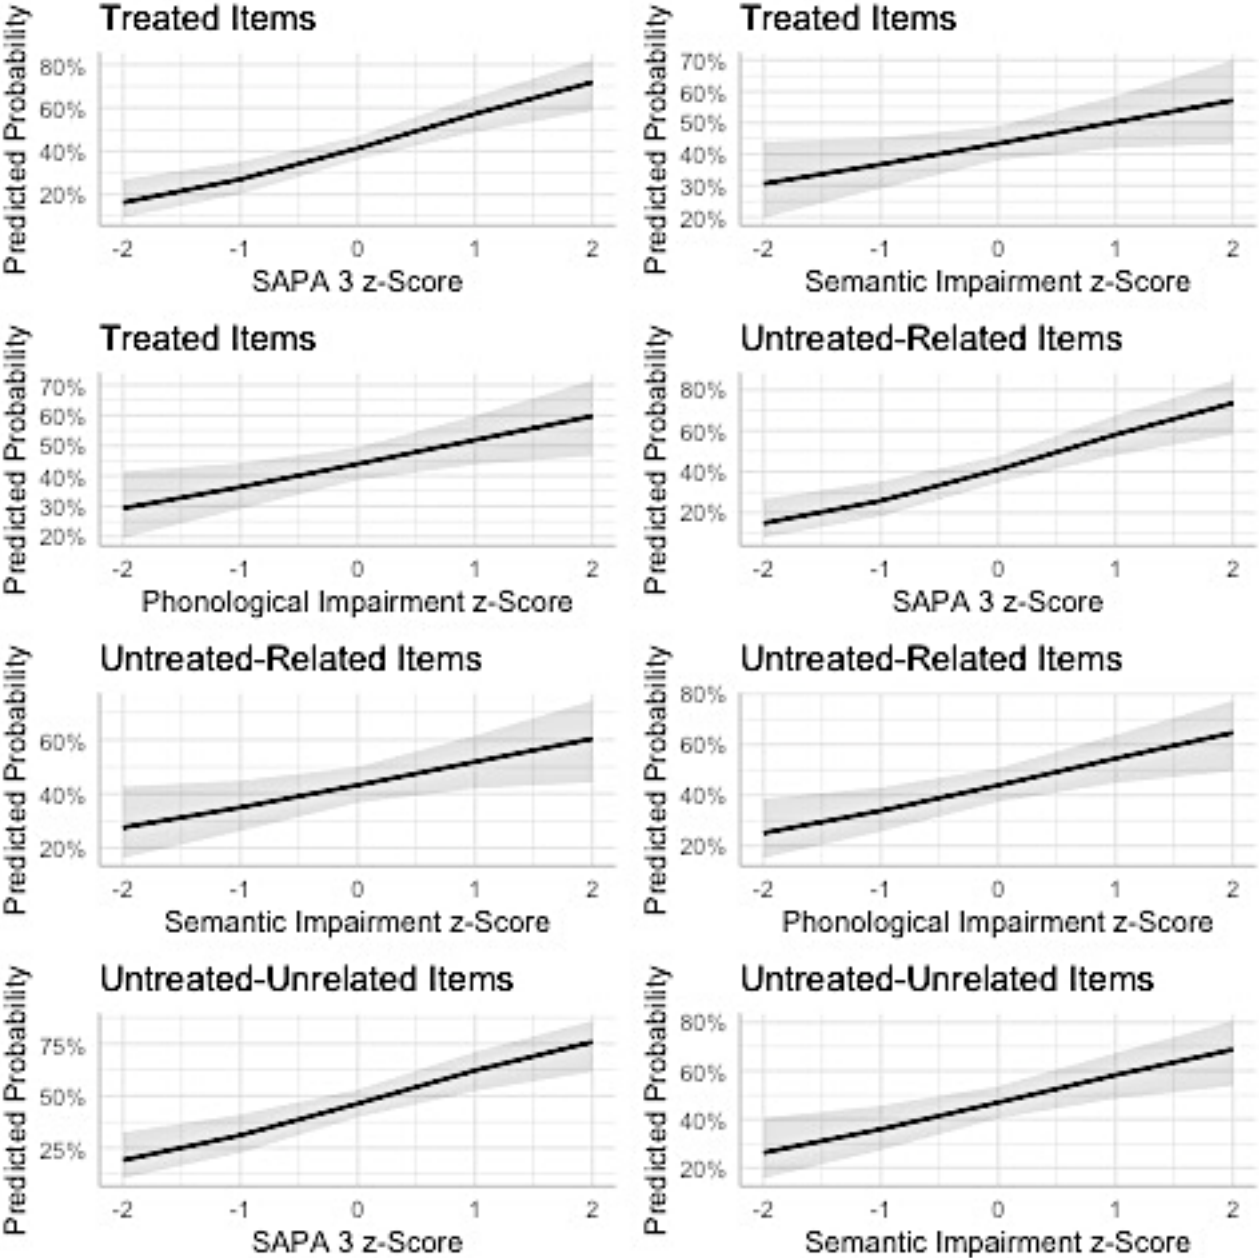 Treated Items
Predicted Probability
80%
60%
40%
20%
-2 -1 0 1 2
SAPA 3 z-Score
Treated Items
Predicted Probability
70%
60%
50%
40%
30%
20%
-2 -1 0 1 2
Semantic Impairment z-Score
Treated Items
Predicted Probability
70%
60%
50%
40%
30%
20%
-2 -1 0 1 2
Phonological Impairment z-Score
Untreated-Related Items
Predicted Probability
80%
60%
40%
20%
-2 -1 0 1 2
SAPA 3 z-Score
Untreated-Related Items
Predicted Probability
60%
40%
20%
-2 -1 0 1 2
Semantic Impairment z-Score
Untreated-Related Items
Predicted Probability
80%
60%
40%
20%
-2 -1 0 1 2
Phonological Impairment z-Score
Untreated-Unrelated Items
Predicted Probability
75%
50%
25%
-2 -1 0 1 2
SAPA 3 z-Score
Untreated-Unrelated Items
Predicted Probability
80%
60%
40%
20%
-2 -1 0 1 2
Semantic Impairment z-Score